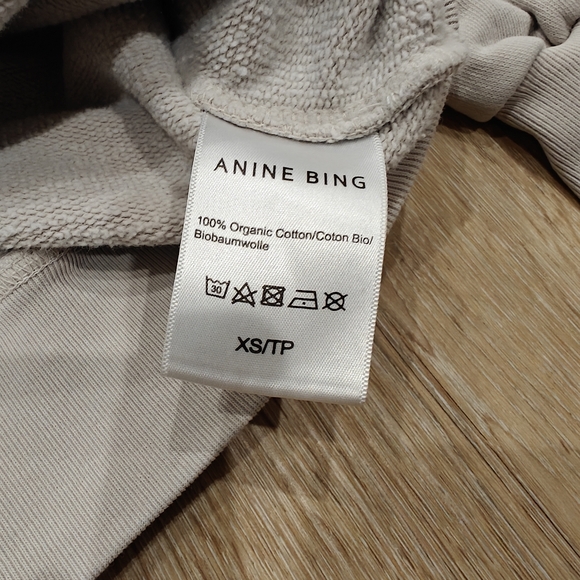 ANINE BING
100% Organic Cotton/Coton Bio/
Biobaumwolle
30
XS/TP